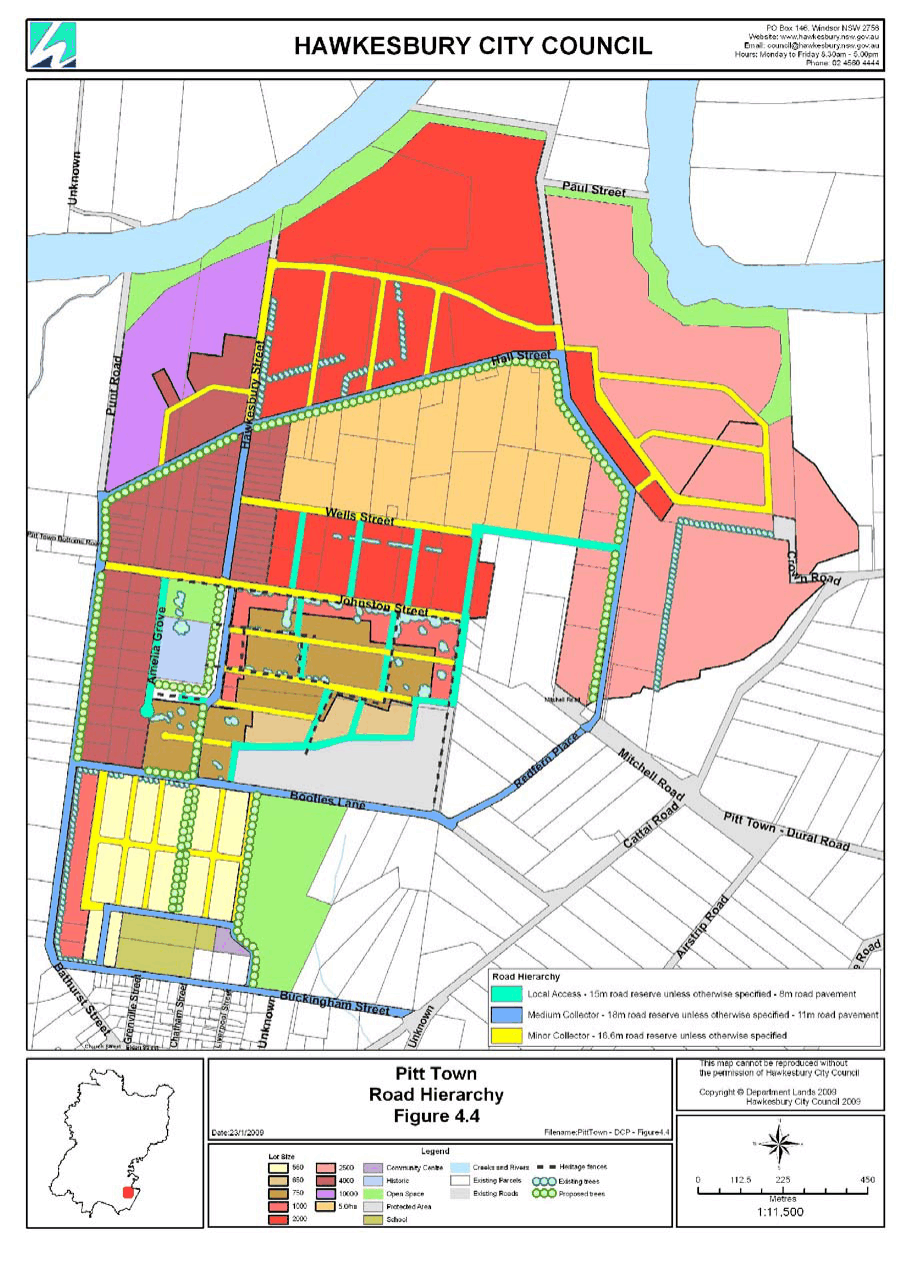 HAWKESBURY CITY COUNCIL
PO Box 146, Windsor NSW 2756
Website: www.hawkesbury.nsw.gov.au
Email: council@hawkesbury.nsw.gov.au
Hours: Monday to Friday 8.30am - 5.00pm
Phone: 02 4560 4444
Unknown
Paul Street
Punt Road
Hawkesbury Street
Hall Street
Wells Street
Pitt Town Bottoms Road
Crown Road
Johnston Street
Amelia Grove
Mitchell Road
Redfern Place
Mitchell Road
Bootles Lane
Cattai Road
Pitt Town - Dural Road
Airstrip Road
e Road
Bathurst Street
Grenville Street
Chatham Street
Liverpool Street
Unknown
Buckingham Street
Unknown
Church Street
Road Hierarchy
Local Access - 15m road reserve unless otherwise specified - 8m road pavement
Medium Collector - 18m road reserve unless otherwise specified - 11m road pavement
Minor Collector - 16.6m road reserve unless otherwise specified
Pitt Town
Road Hierarchy
Figure 4.4
Date:23/1/2009
Filename:PittTown - DCP - Figure4.4
This map cannot be reproduced without
the permission of Hawkesbury City Council
Copyright © Department Lands 2009
Hawkesbury City Council 2009
Legend
Lot Size
550
650
750
1000
2000
2500
4000
10000
5.0ha
Community Centre
Historic
Open Space
Protected Area
School
Creeks and Rivers
Existing Parcels
Existing Roads
Heritage fences
Existing trees
Proposed trees
0 112.5 225 450
Metres
1:11,500